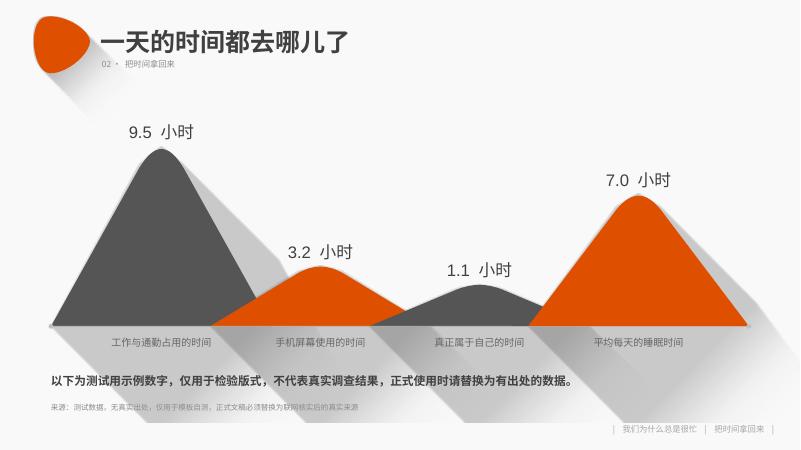 一天的时间都去哪儿了
02 · 把时间拿回来
9.5 小时
7.0 小时
3.2 小时
1.1 小时
工作与通勤占用的时间
手机屏幕使用的时间
真正属于自己的时间
平均每天的睡眠时间
以下为测试用示例数字，仅用于检验版式，不代表真实调查结果，正式使用时请替换为有出处的数据。
来源：测试数据，无真实出处，仅用于模板自测，正式文稿必须替换为联网核实后的真实来源
| 我们为什么总是很忙 | 把时间拿回来 |